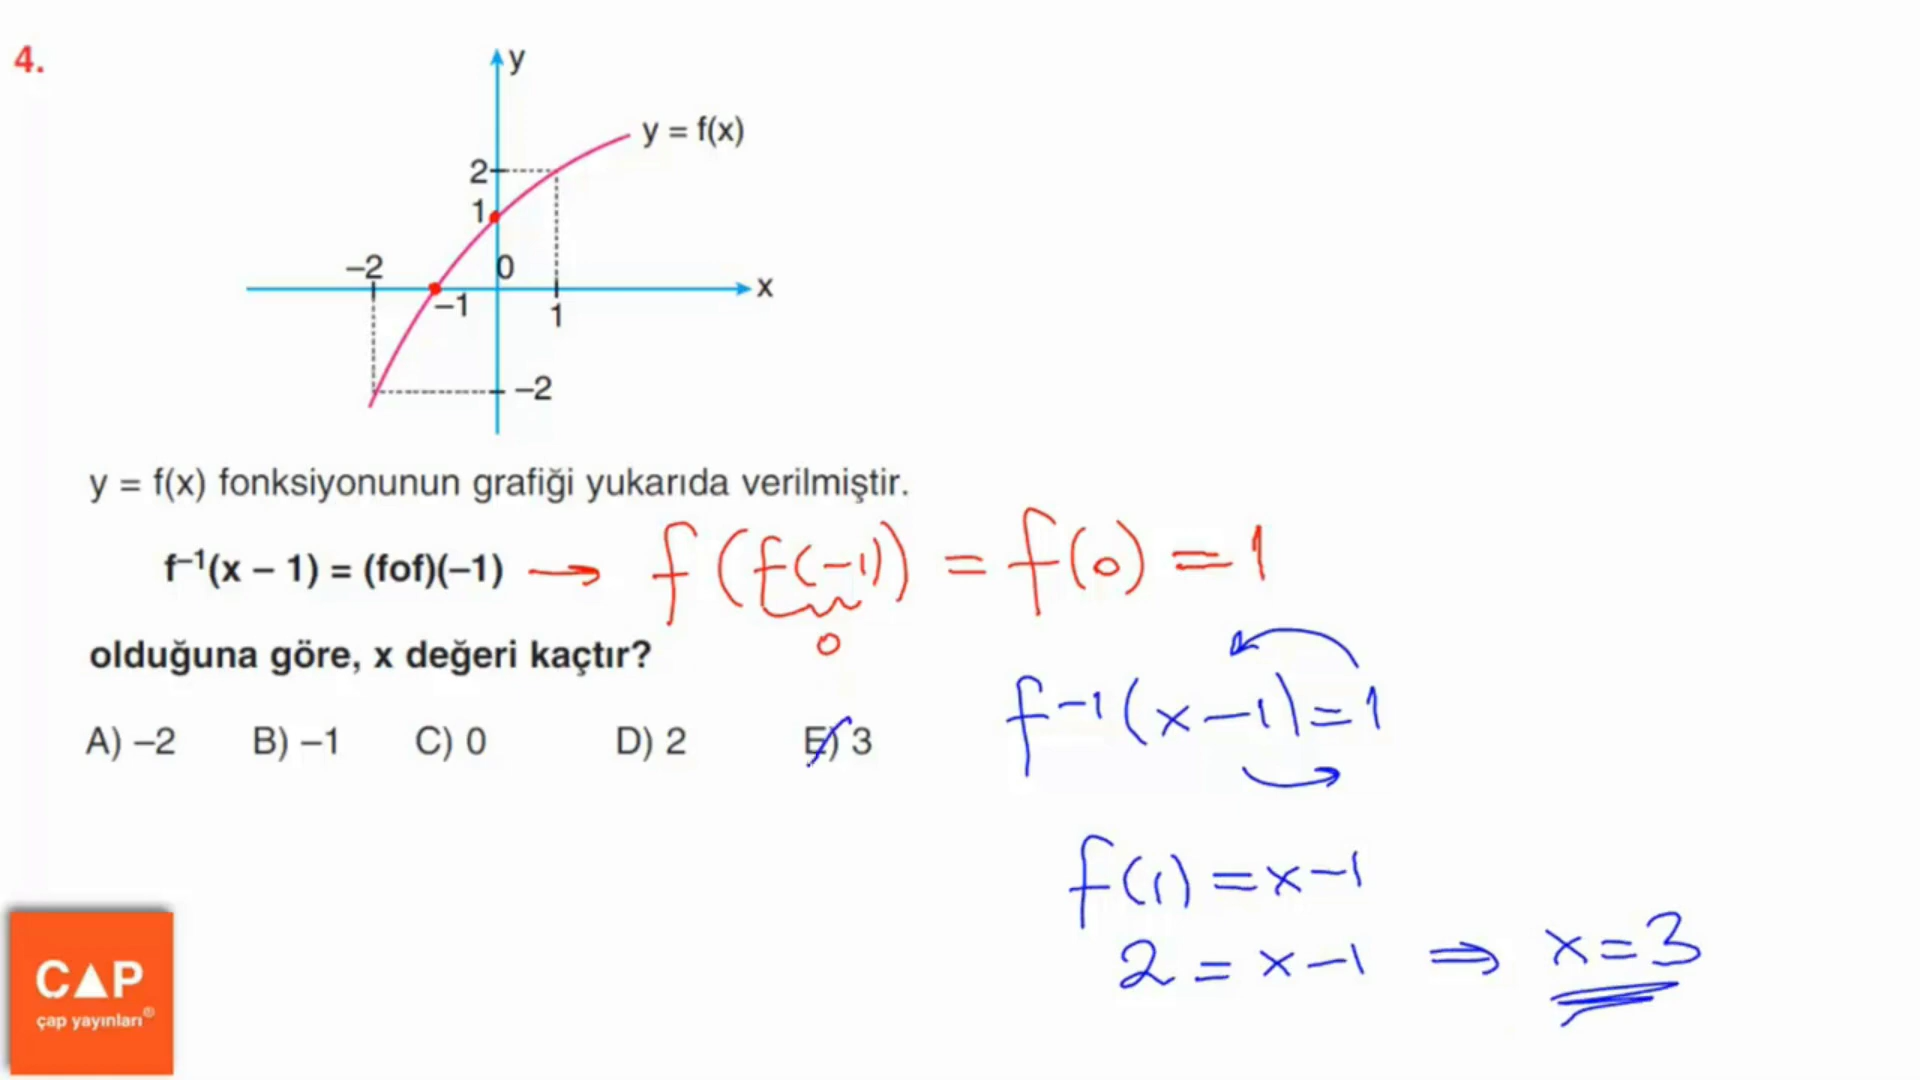 4.
y
y = f(x)
2
1
–2
0
x
–1
1
–2
y = f(x) fonksiyonunun grafiği yukarıda verilmiştir.
f⁻¹(x – 1) = (fof)(–1) → f(f(-1)) = f(0) = 1
0
olduğuna göre, x değeri kaçtır?
f⁻¹(x-1) = 1
A) –2 B) –1 C) 0 D) 2 E) 3
f(1) = x-1
2 = x-1 ⇒ x = 3
CAP
çap yayınları®